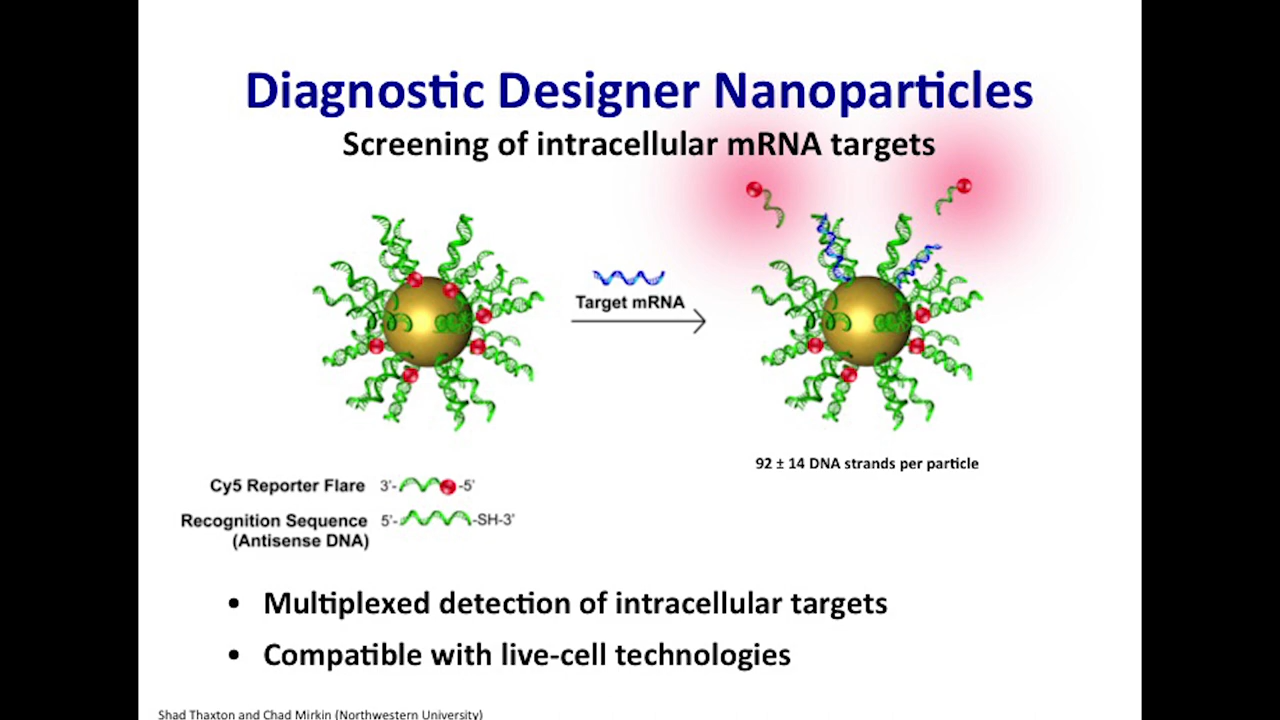 Diagnostic Designer Nanoparticles
Screening of intracellular mRNA targets
Target mRNA
92 ± 14 DNA strands per particle
Cy5 Reporter Flare 3'- -5'
Recognition Sequence 5'- -SH-3'
(Antisense DNA)
• Multiplexed detection of intracellular targets
• Compatible with live-cell technologies
Shad Thaxton and Chad Mirkin (Northwestern University)